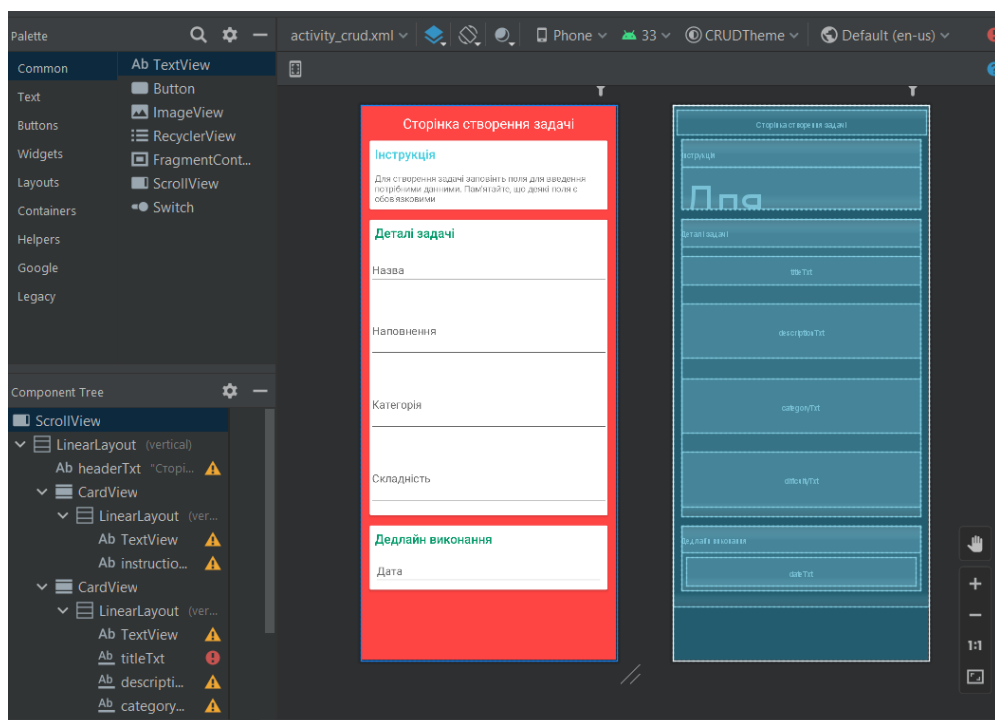 Palette
activity_crud.xml
Phone
33
CRUDTheme
Default (en-us)
Common
Text
Buttons
Widgets
Layouts
Containers
Helpers
Google
Legacy
Ab TextView
Button
ImageView
RecyclerView
FragmentCont...
ScrollView
Switch
Component Tree
ScrollView
LinearLayout (vertical)
Ab headerTxt "Сторі...
CardView
LinearLayout (ver...
Ab TextView
Ab instructio...
CardView
LinearLayout (ver...
Ab TextView
Ab titleTxt
Ab descripti...
Ab category...
Сторінка створення задачі
Інструкція
Для створення задачі заповніть поля для введення
потрібними данними. Пам'ятайте, що деякі поля є
обов'язковими
Деталі задачі
Назва
Наповнення
Категорія
Складність
Дедлайн виконання
Дата
Сторінка створення задачі
Інструкція
Для
Деталі задачі
titleTxt
descriptionTxt
categoryTxt
difficultyTxt
Дедлайн виконання
dateTxt
1:1